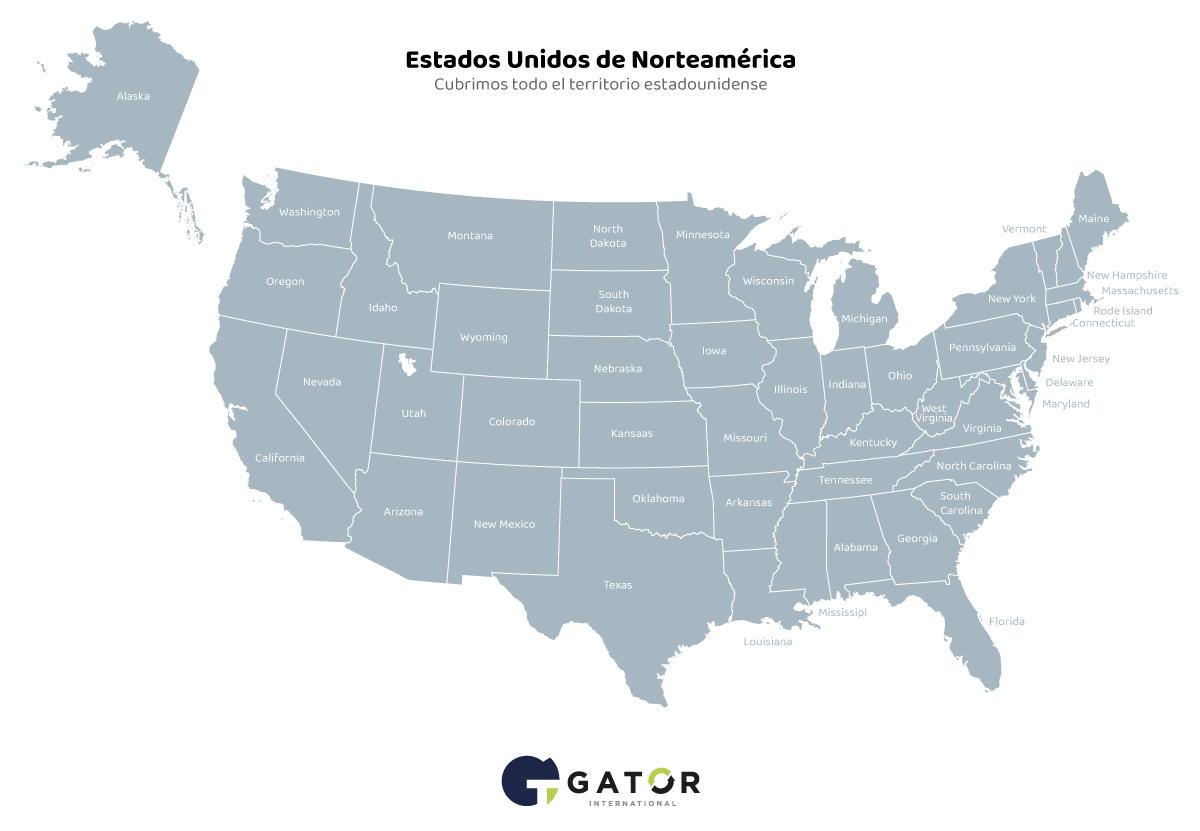 Estados Unidos de Norteamérica
Cubrimos todo el territorio estadounidense
Alaska
Washington
Montana
North
Dakota
Minnesota
Maine
Vermont
Oregon
Idaho
South
Dakota
Wisconsin
Michigan
New York
New Hampshire
Massachusetts
Rode Island
Connecticut
Wyoming
Iowa
Pennsylvania
New Jersey
Nevada
Nebraska
Illinois
Indiana
Ohio
Delaware
Maryland
Utah
Colorado
Kansaas
Missouri
Kentucky
West
Virginia
Virginia
California
Arizona
New Mexico
Oklahoma
Arkansas
Tennessee
North Carolina
South
Carolina
Texas
Alabama
Georgia
Mississipi
Louisiana
Florida
GATOR
INTERNATIONAL